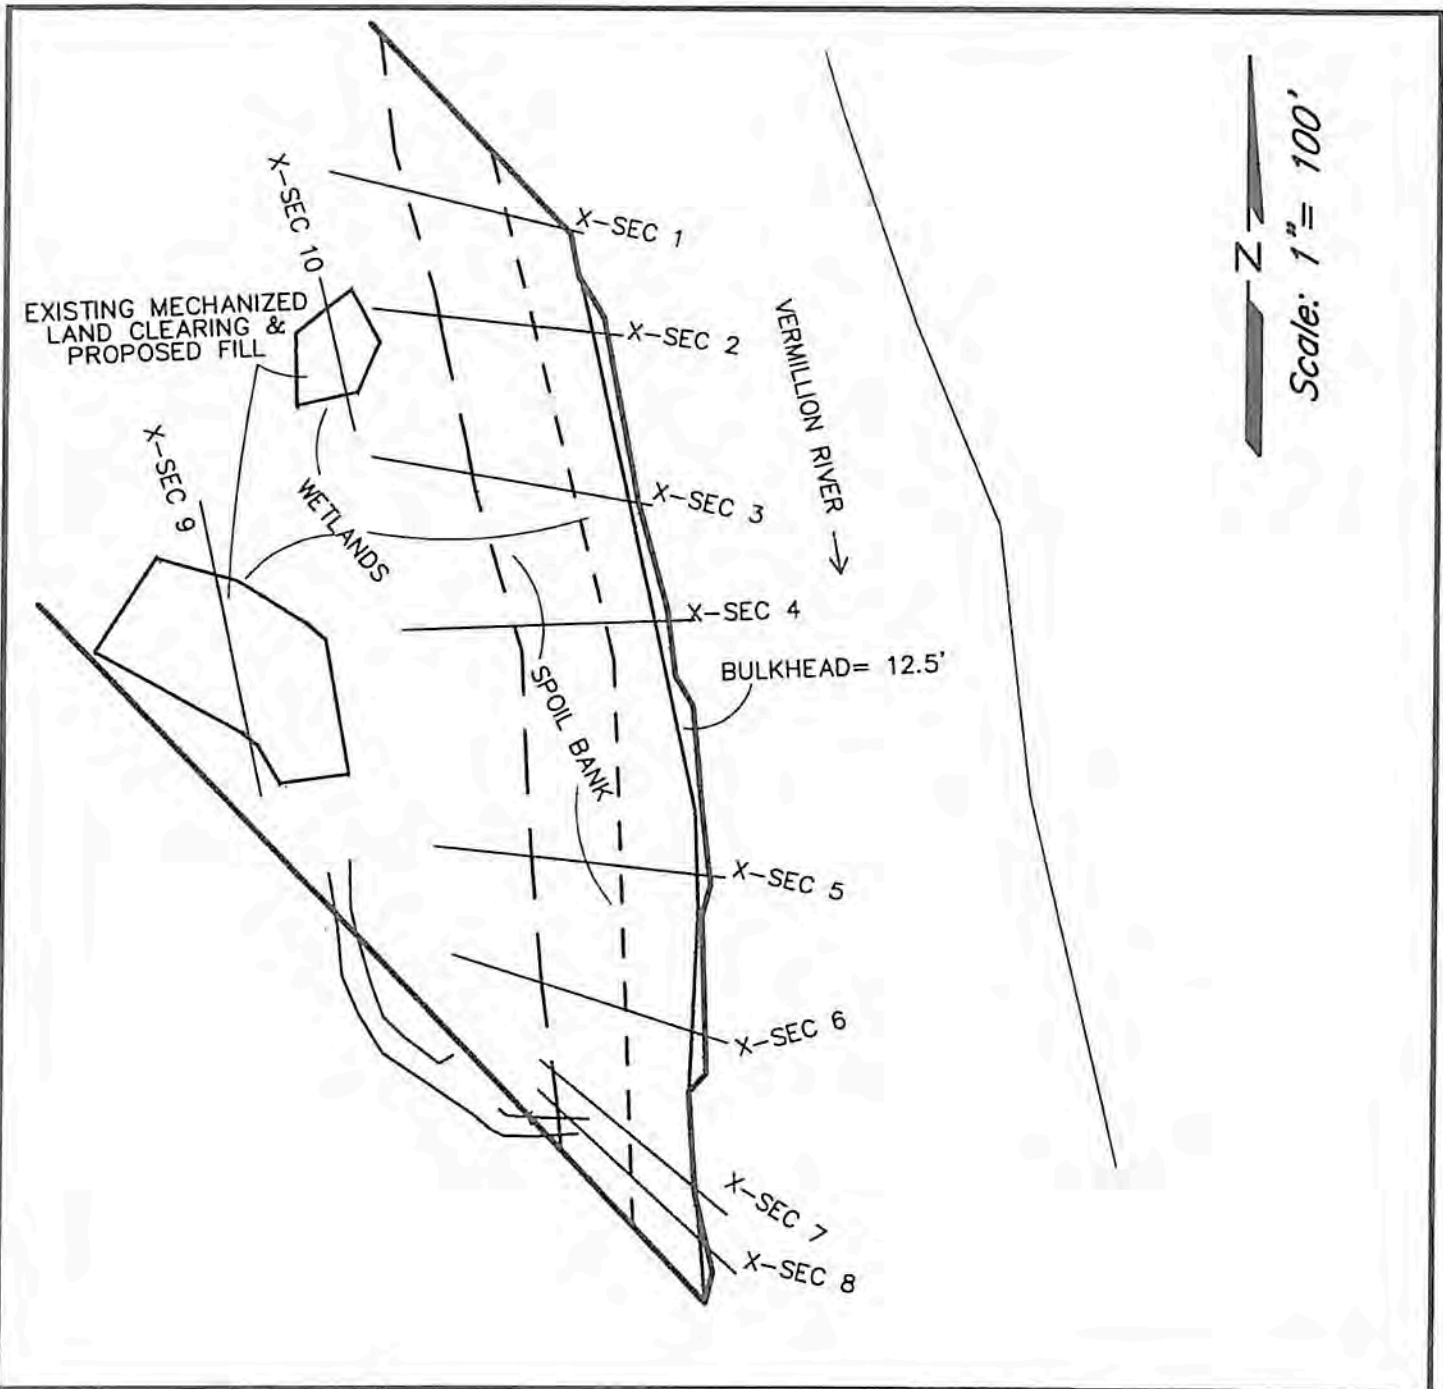 X-SEC 10
X-SEC 1
EXISTING MECHANIZED
LAND CLEARING &
PROPOSED FILL
X-SEC 2
VERMILLION RIVER
N
Scale: 1"= 100'
X-SEC 9
WETLANDS
X-SEC 3
X-SEC 4
BULKHEAD= 12.5'
SPOIL BANK
X-SEC 5
X-SEC 6
X-SEC 7
X-SEC 8